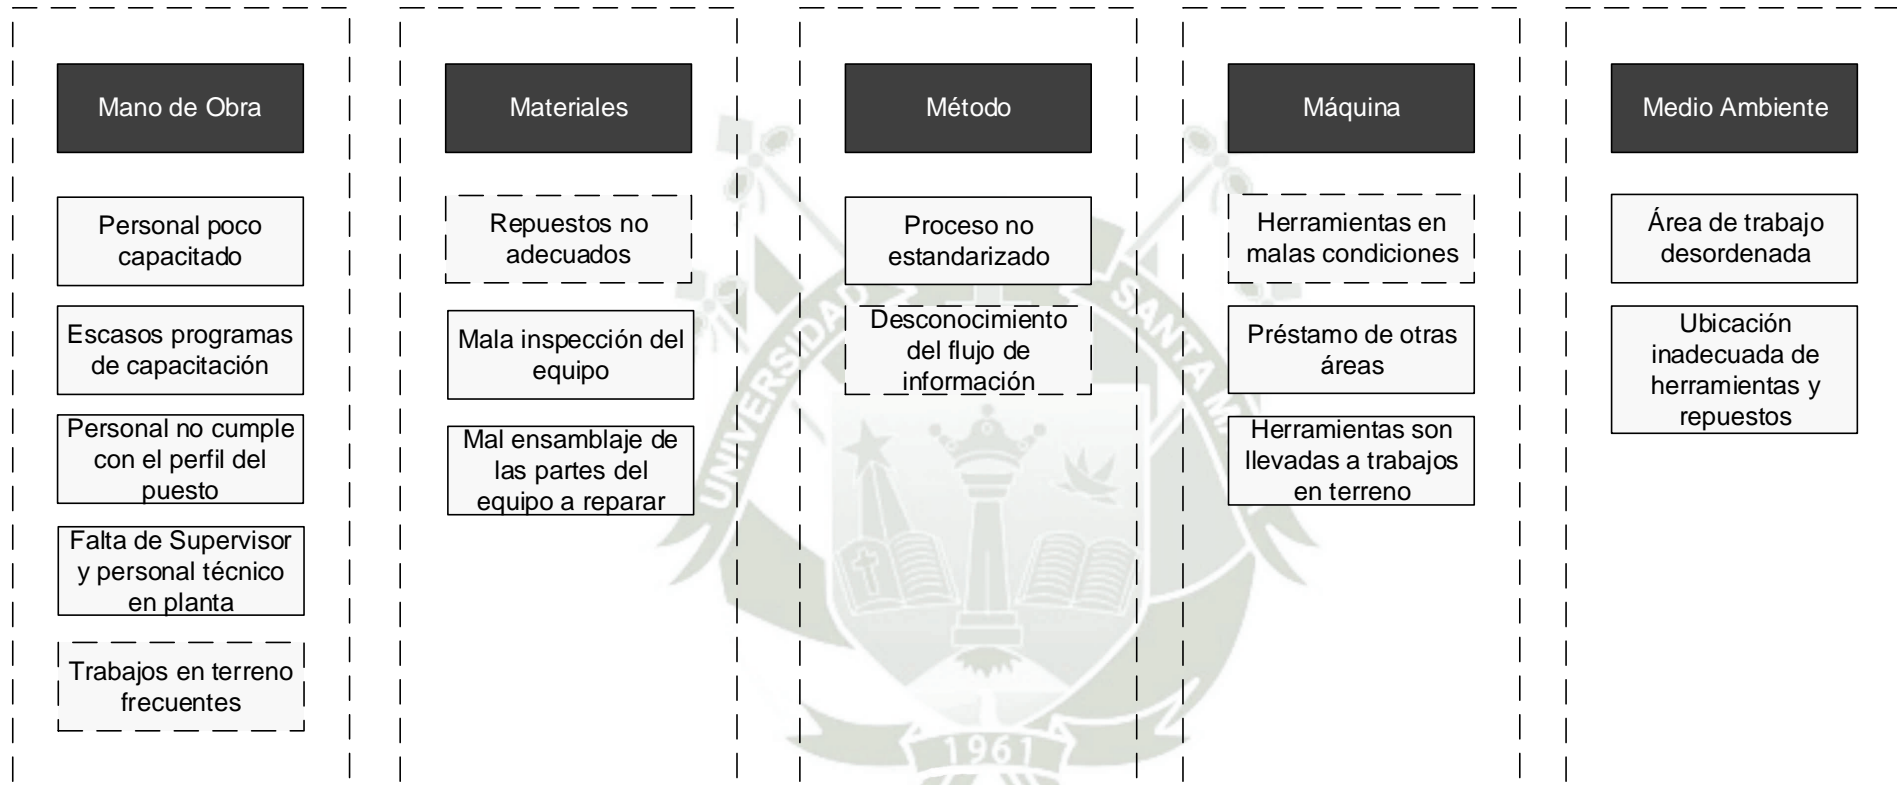 Mano de Obra
Personal poco
capacitado
Escasos programas
de capacitación
Personal no cumple
con el perfil del
puesto
Falta de Supervisor
y personal técnico
en planta
Trabajos en terreno
frecuentes
Materiales
Repuestos no
adecuados
Mala inspección del
equipo
Mal ensamblaje de
las partes del
equipo a reparar
Método
Proceso no
estandarizado
Desconocimiento
del flujo de
información
Máquina
Herramientas en
malas condiciones
Préstamo de otras
áreas
Herramientas son
llevadas a trabajos
en terreno
Medio Ambiente
Área de trabajo
desordenada
Ubicación
inadecuada de
herramientas y
repuestos
UNIVERSIDAD
SANTA
1961